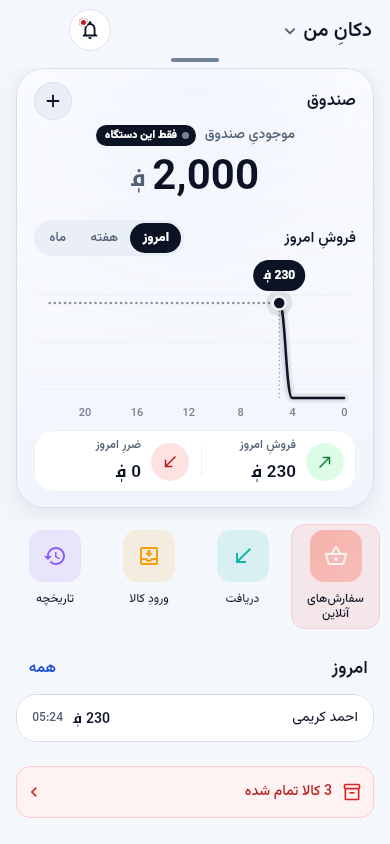 دکانِ من
صندوق
موجودیِ صندوق
فقط این دستگاه
2,000 ؋
فروشِ امروز
امروز
هفته
ماه
230 ؋
0
4
8
12
16
20
فروشِ امروز
230 ؋
ضررِ امروز
0 ؋
سفارش‌های
آنلاین
دریافت
ورودِ کالا
تاریخچه
امروز
همه
احمد کریمی
230 ؋
05:24
3 کالا تمام شده